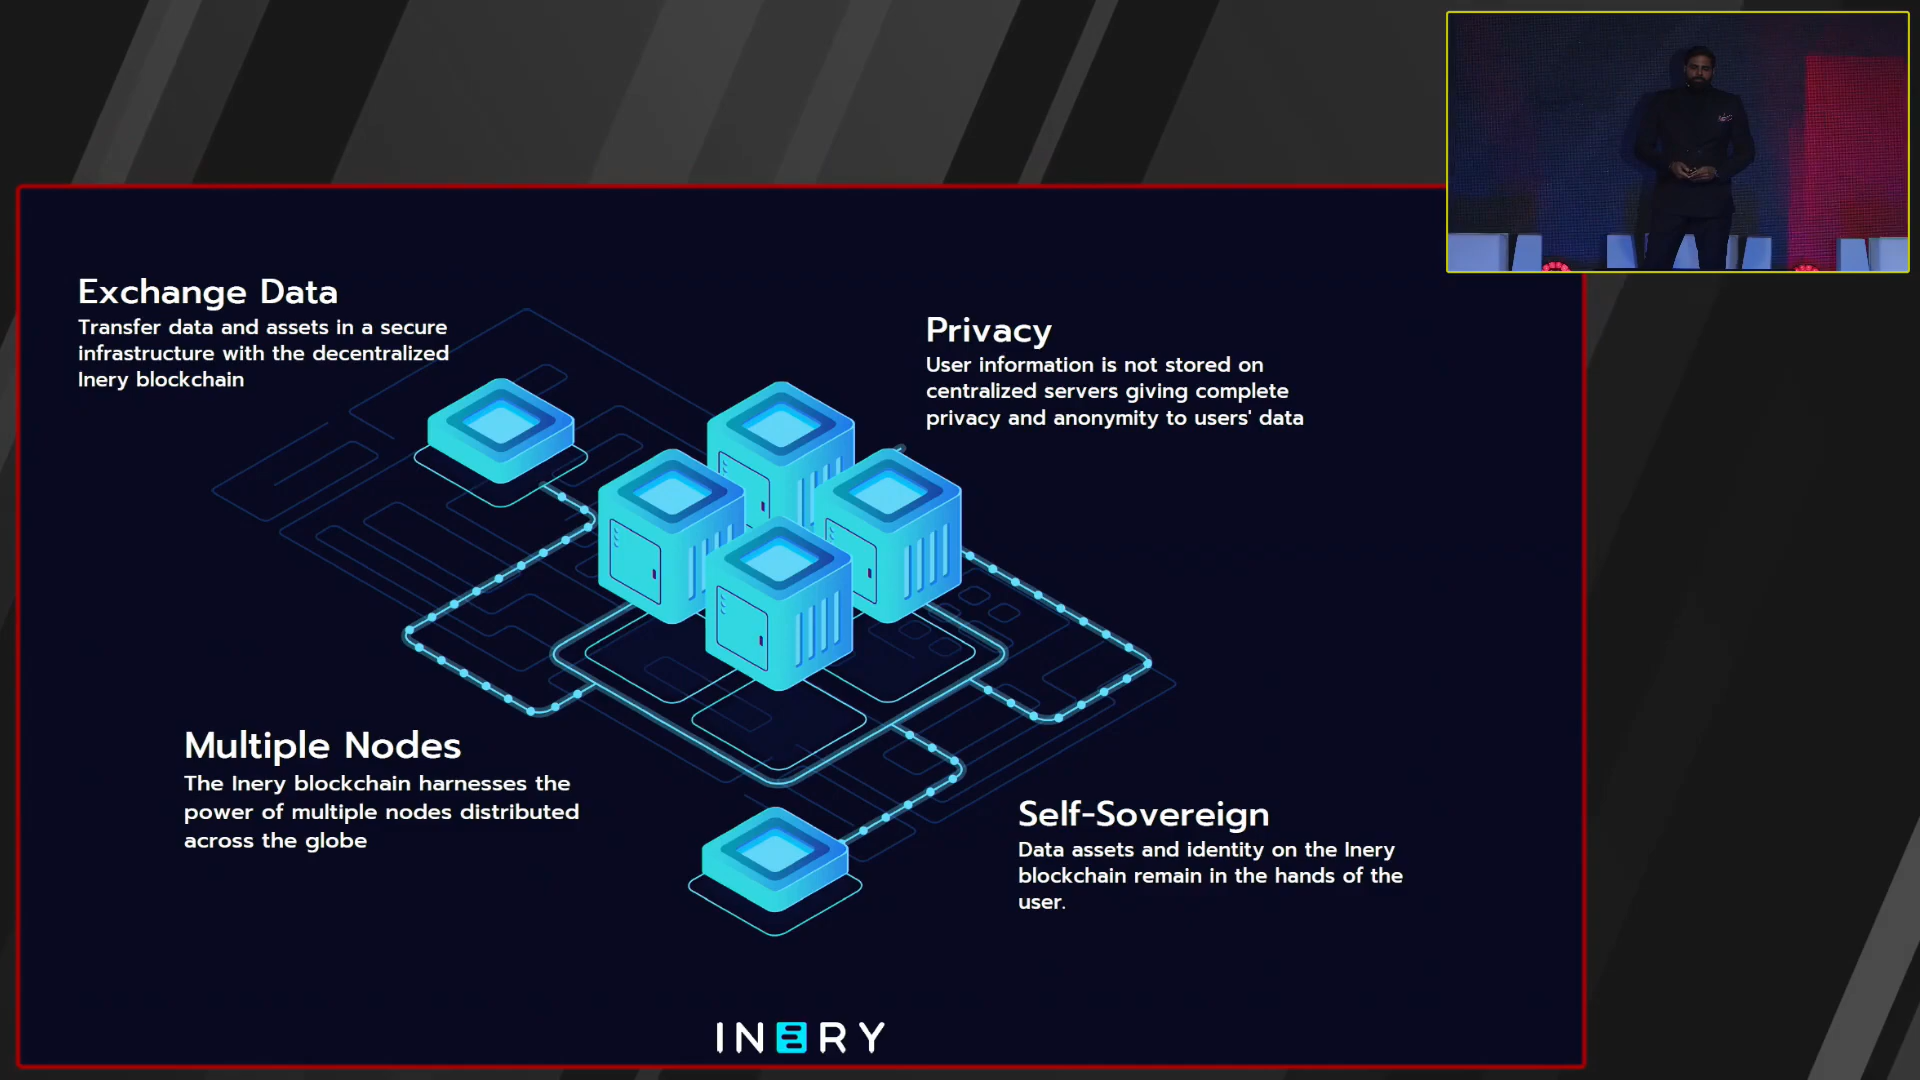 Exchange Data
Transfer data and assets in a secure
infrastructure with the decentralized
Inery blockchain
Privacy
User information is not stored on
centralized servers giving complete
privacy and anonymity to users' data
Multiple Nodes
The Inery blockchain harnesses the
power of multiple nodes distributed
across the globe
Self-Sovereign
Data assets and identity on the Inery
blockchain remain in the hands of the
user.
INERY